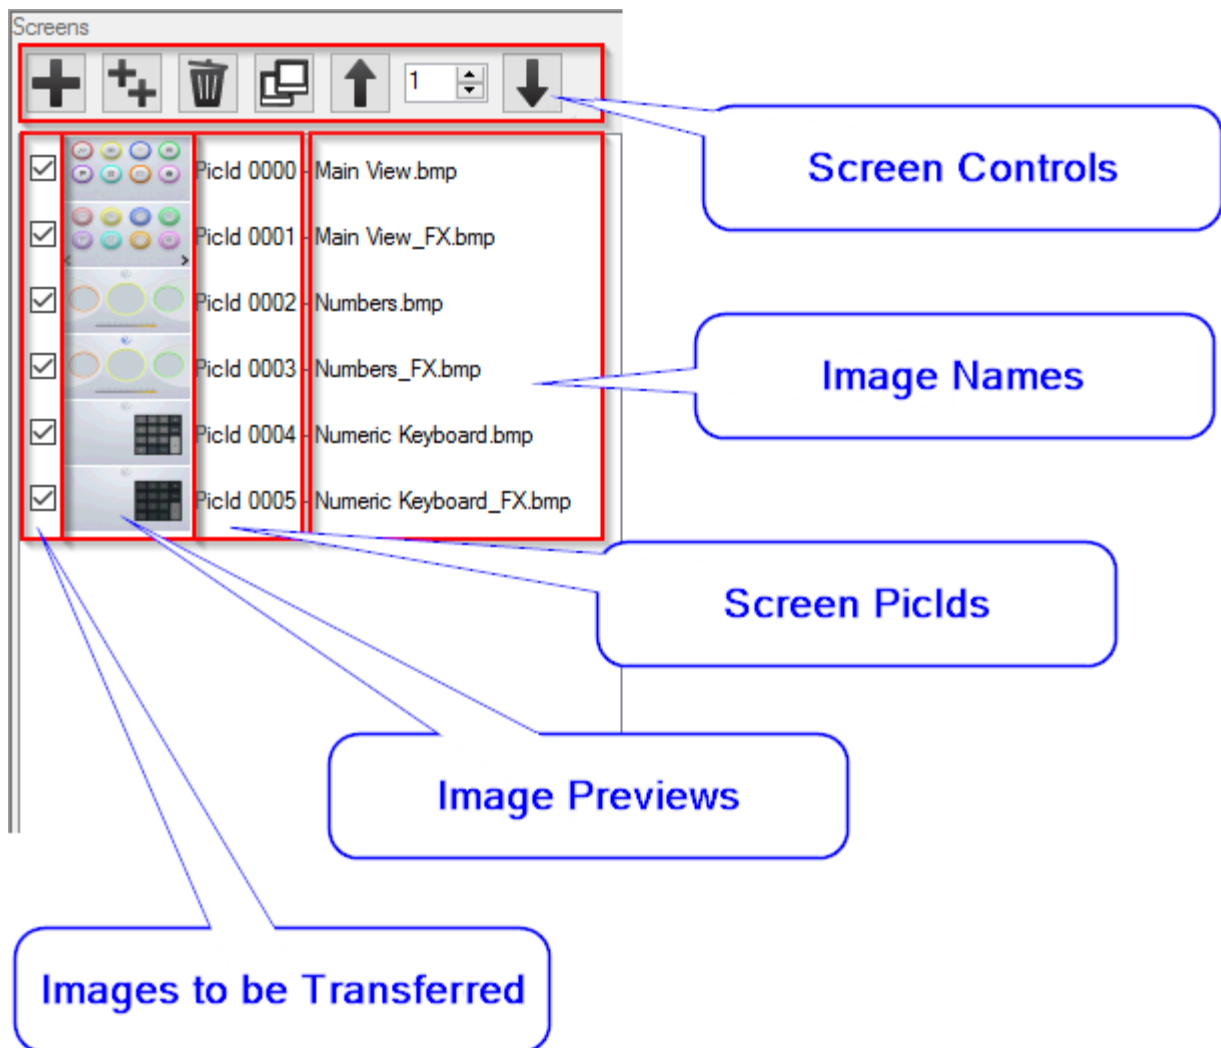 Screens
1
PicId 0000 - Main View.bmp
PicId 0001 - Main View_FX.bmp
PicId 0002 - Numbers.bmp
PicId 0003 - Numbers_FX.bmp
PicId 0004 - Numeric Keyboard.bmp
PicId 0005 - Numeric Keyboard_FX.bmp
Screen Controls
Image Names
Screen PicIds
Image Previews
Images to be Transferred